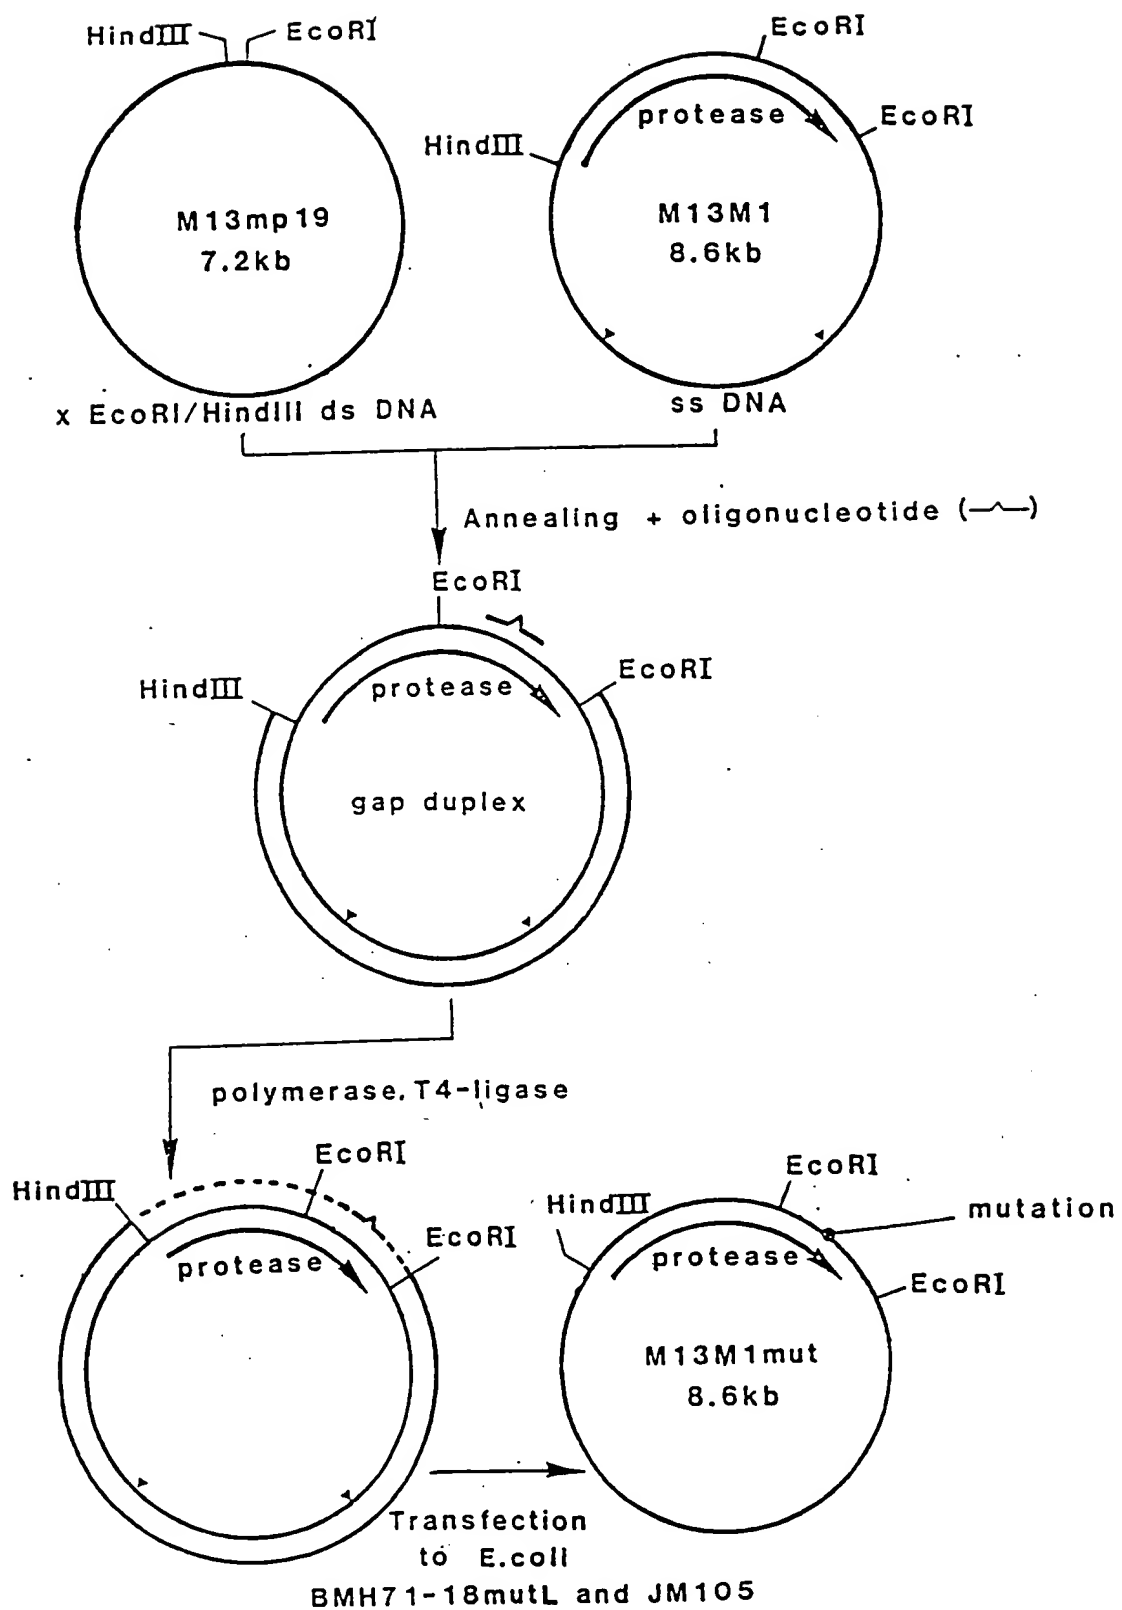 HindIII
EcoRI
M13mp19
7.2kb
x EcoRI/HindIII ds DNA
EcoRI
protease
EcoRI
HindIII
M13M1
8.6kb
ss DNA
Annealing + oligonucleotide ( )
EcoRI
HindIII
protease
EcoRI
gap duplex
polymerase, T4-ligase
HindIII
EcoRI
protease
EcoRI
EcoRI
HindIII
mutation
protease
EcoRI
M13M1mut
8.6kb
Transfection
to E.coli
BMH71-18mutL and JM105